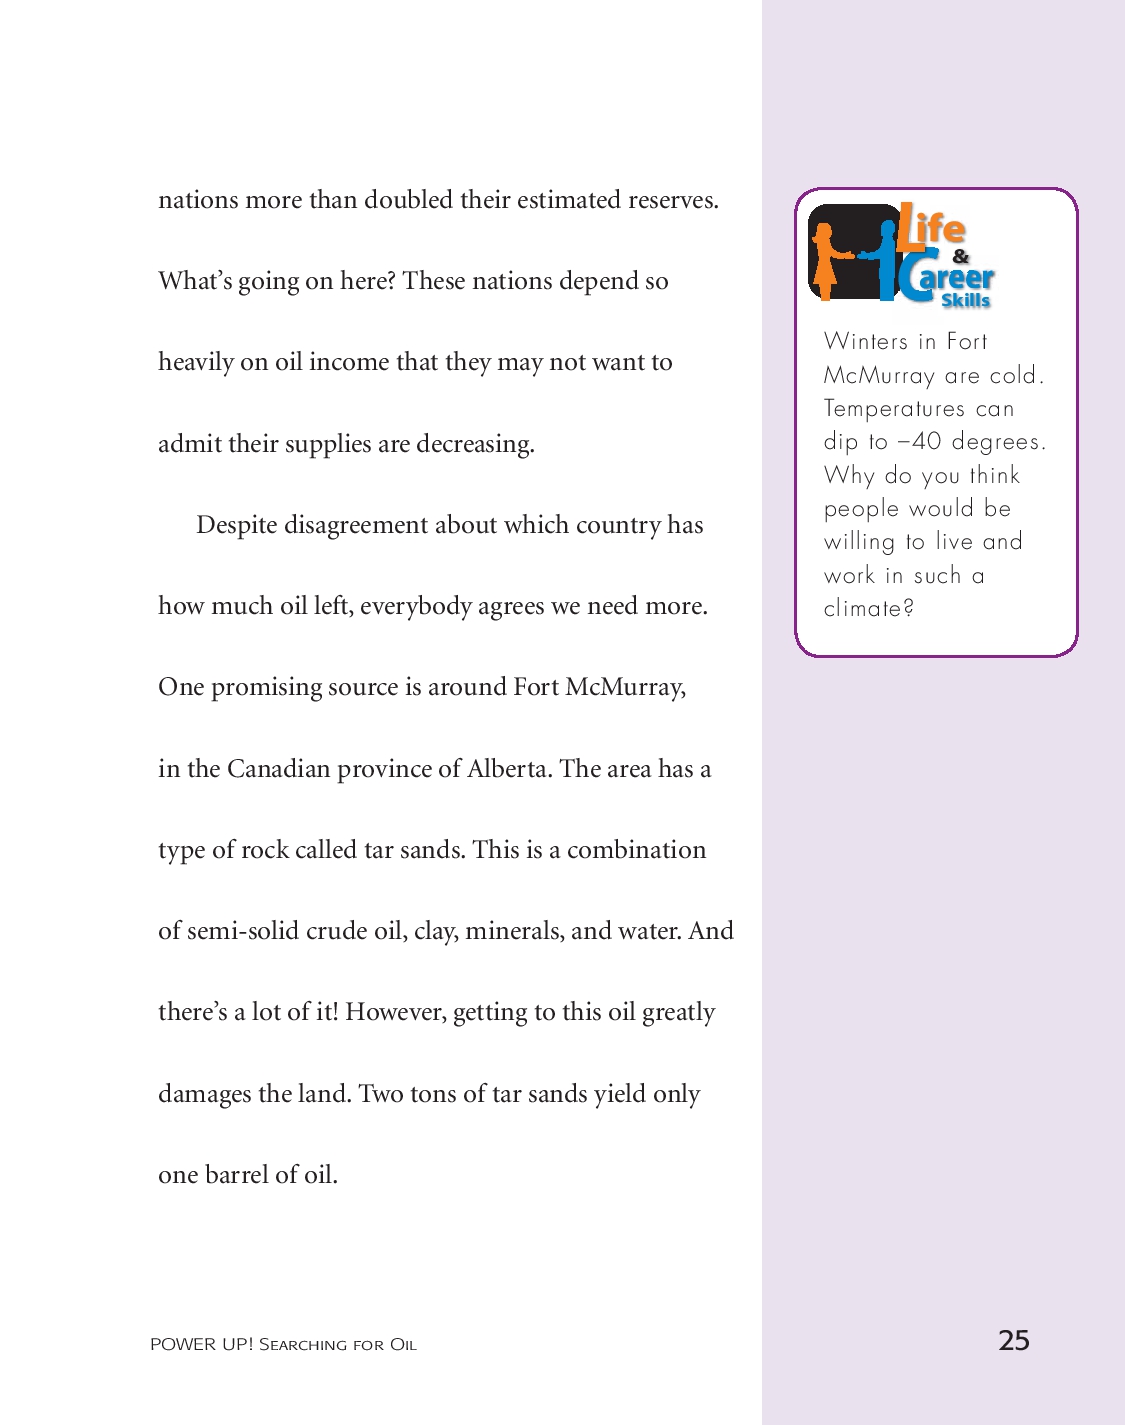 nations more than doubled their estimated reserves.
What’s going on here? These nations depend so
heavily on oil income that they may not want to
admit their supplies are decreasing.
Despite disagreement about which country has
how much oil left, everybody agrees we need more.
One promising source is around Fort McMurray,
in the Canadian province of Alberta. The area has a
type of rock called tar sands. This is a combination
of semi-solid crude oil, clay, minerals, and water. And
there’s a lot of it! However, getting to this oil greatly
damages the land. Two tons of tar sands yield only
one barrel of oil.
Life
&
Career
Skills
Winters in Fort
McMurray are cold.
Temperatures can
dip to –40 degrees.
Why do you think
people would be
willing to live and
work in such a
climate?
POWER UP! Searching for Oil
25